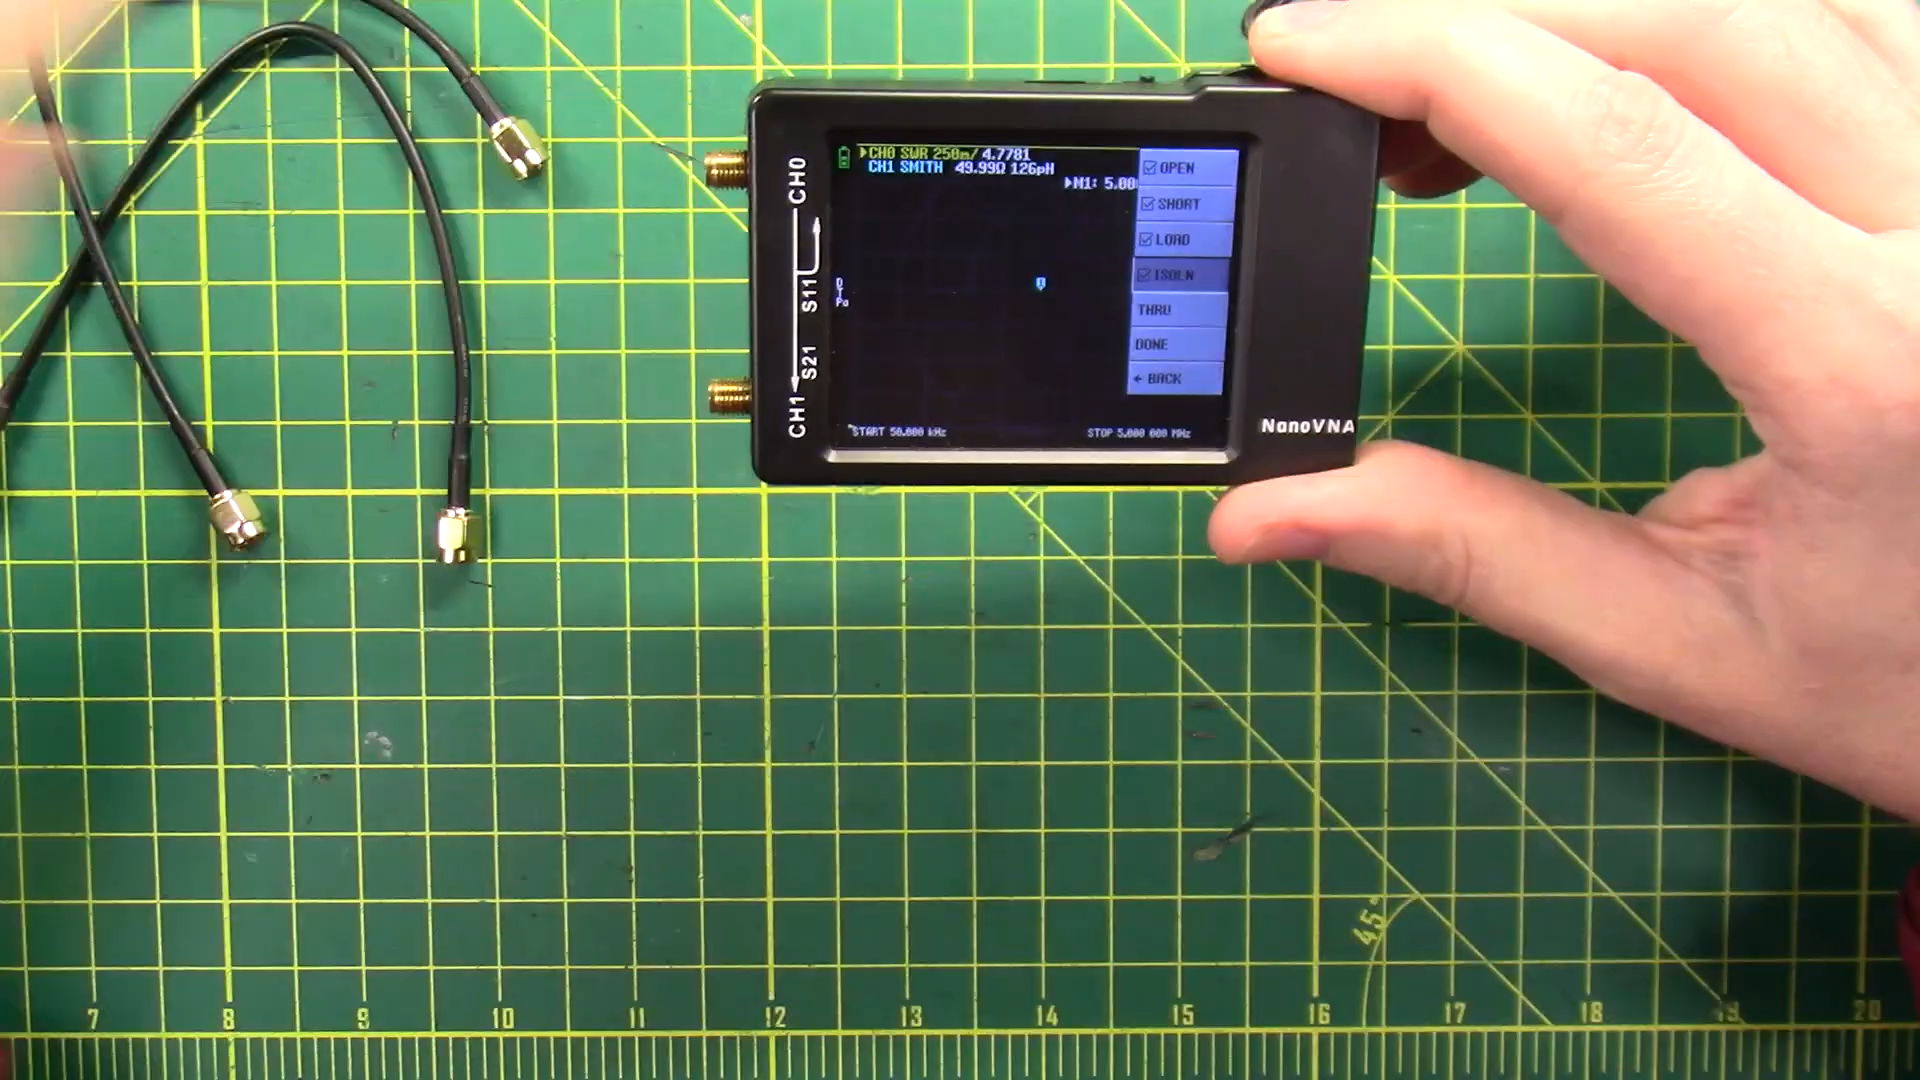 CH0 SWR 250m/ 4.7781
CH1 SMITH 49.99Ω 126pH
M1: 5.00
OPEN
SHORT
LOAD
ISOLN
THRU
DONE
← BACK
START 50.000 kHz
STOP 5.000 000 MHz
CH0
S11
S21
CH1
NanoVNA
45°
7 8 9 10 11 12 13 14 15 16 17 18 19 20